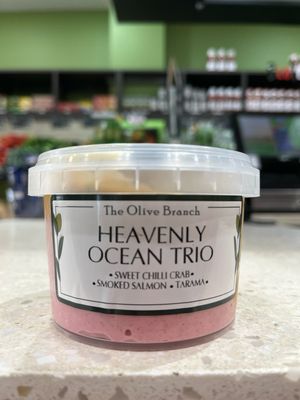 The Olive Branch
HEAVENLY
OCEAN TRIO
•SWEET CHILLI CRAB•
•SMOKED SALMON •TARAMA•